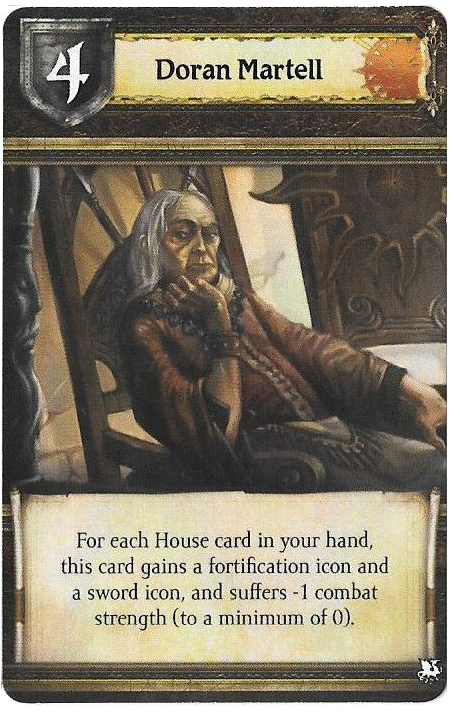 4
Doran Martell
For each House card in your hand,
this card gains a fortification icon and
a sword icon, and suffers -1 combat
strength (to a minimum of 0).